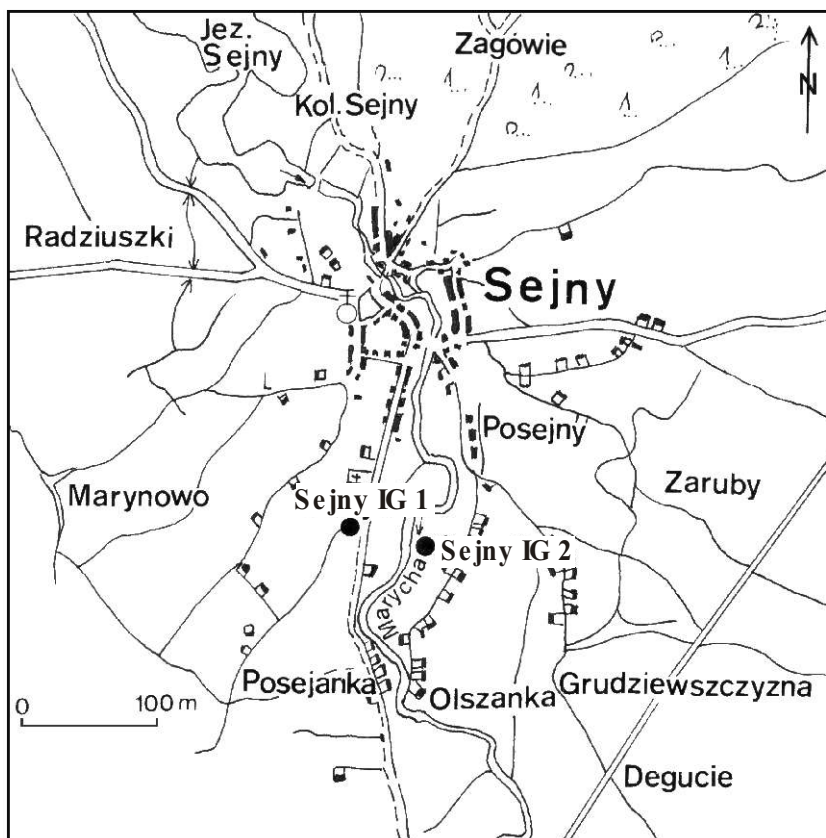 Jez.
Sejny
Zagówie
Kol. Sejny
N
Radziuszki
Sejny
Posejny
Marynowo
Zaruby
Sejny IG 1
Sejny IG 2
Marycha
Posejanka
Olszanka
Grudziewszczyzna
0 100 m
Degucie